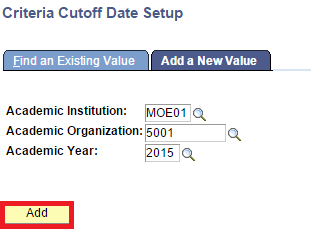 Criteria Cutoff Date Setup
Find an Existing Value Add a New Value
Academic Institution: MOE01
Academic Organization: 5001
Academic Year: 2015
Add